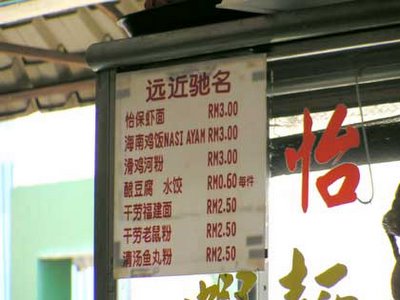 远近驰名
怡保虾面 RM3.00
海南鸡饭NASI AYAM RM3.00
滑鸡河粉 RM3.00
酿豆腐 水饺 RM0.60每件
干劳福建面 RM2.50
干劳老鼠粉 RM2.50
清汤鱼丸粉 RM2.50
怡